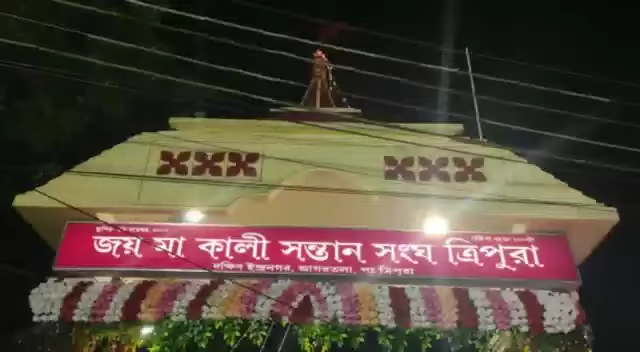 জয় মা কালী সন্তান সংঘ ত্রিপুরা
দক্ষিণ ইন্দ্রনগর, আগরতলা, পঃ ত্রিপুরা